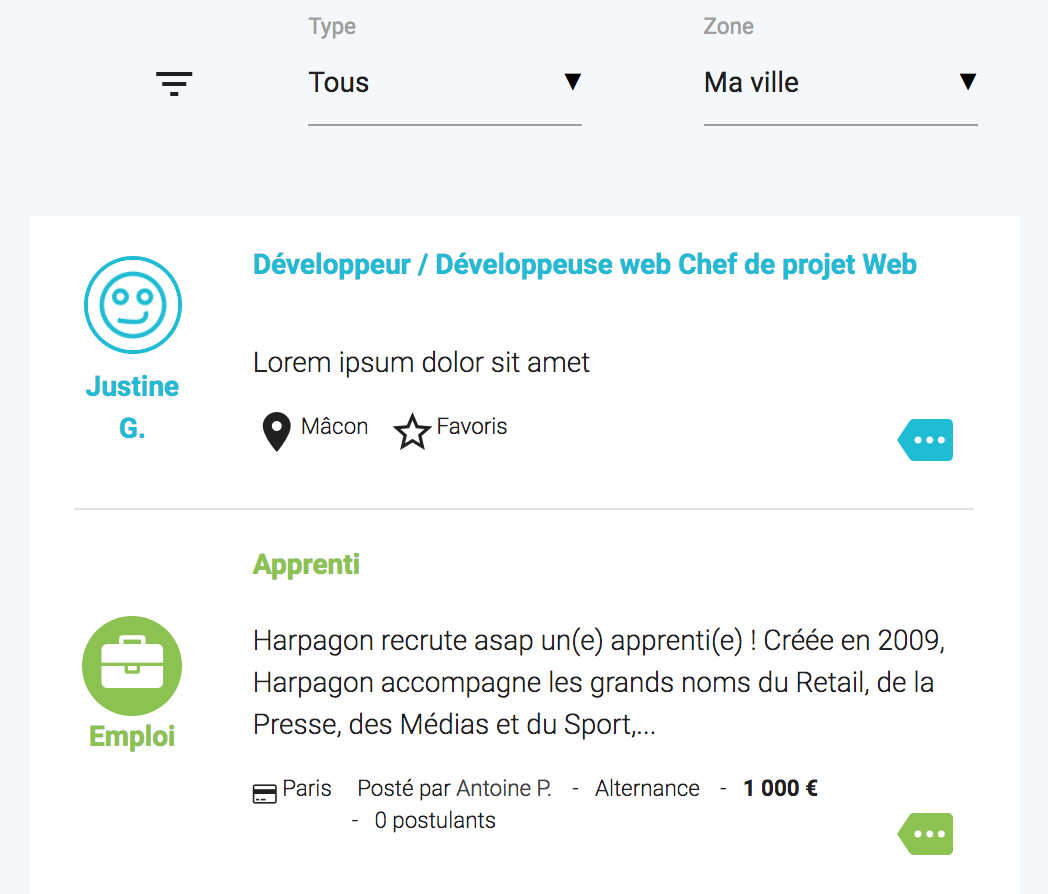 Type
Zone
Tous
Ma ville
Développeur / Développeuse web Chef de projet Web
Justine
G.
Lorem ipsum dolor sit amet
Mâcon
Favoris
Apprenti
Emploi
Harpagon recrute asap un(e) apprenti(e) ! Créée en 2009,
Harpagon accompagne les grands noms du Retail, de la
Presse, des Médias et du Sport,...
Paris Posté par Antoine P. - Alternance - 1 000 €
- 0 postulants